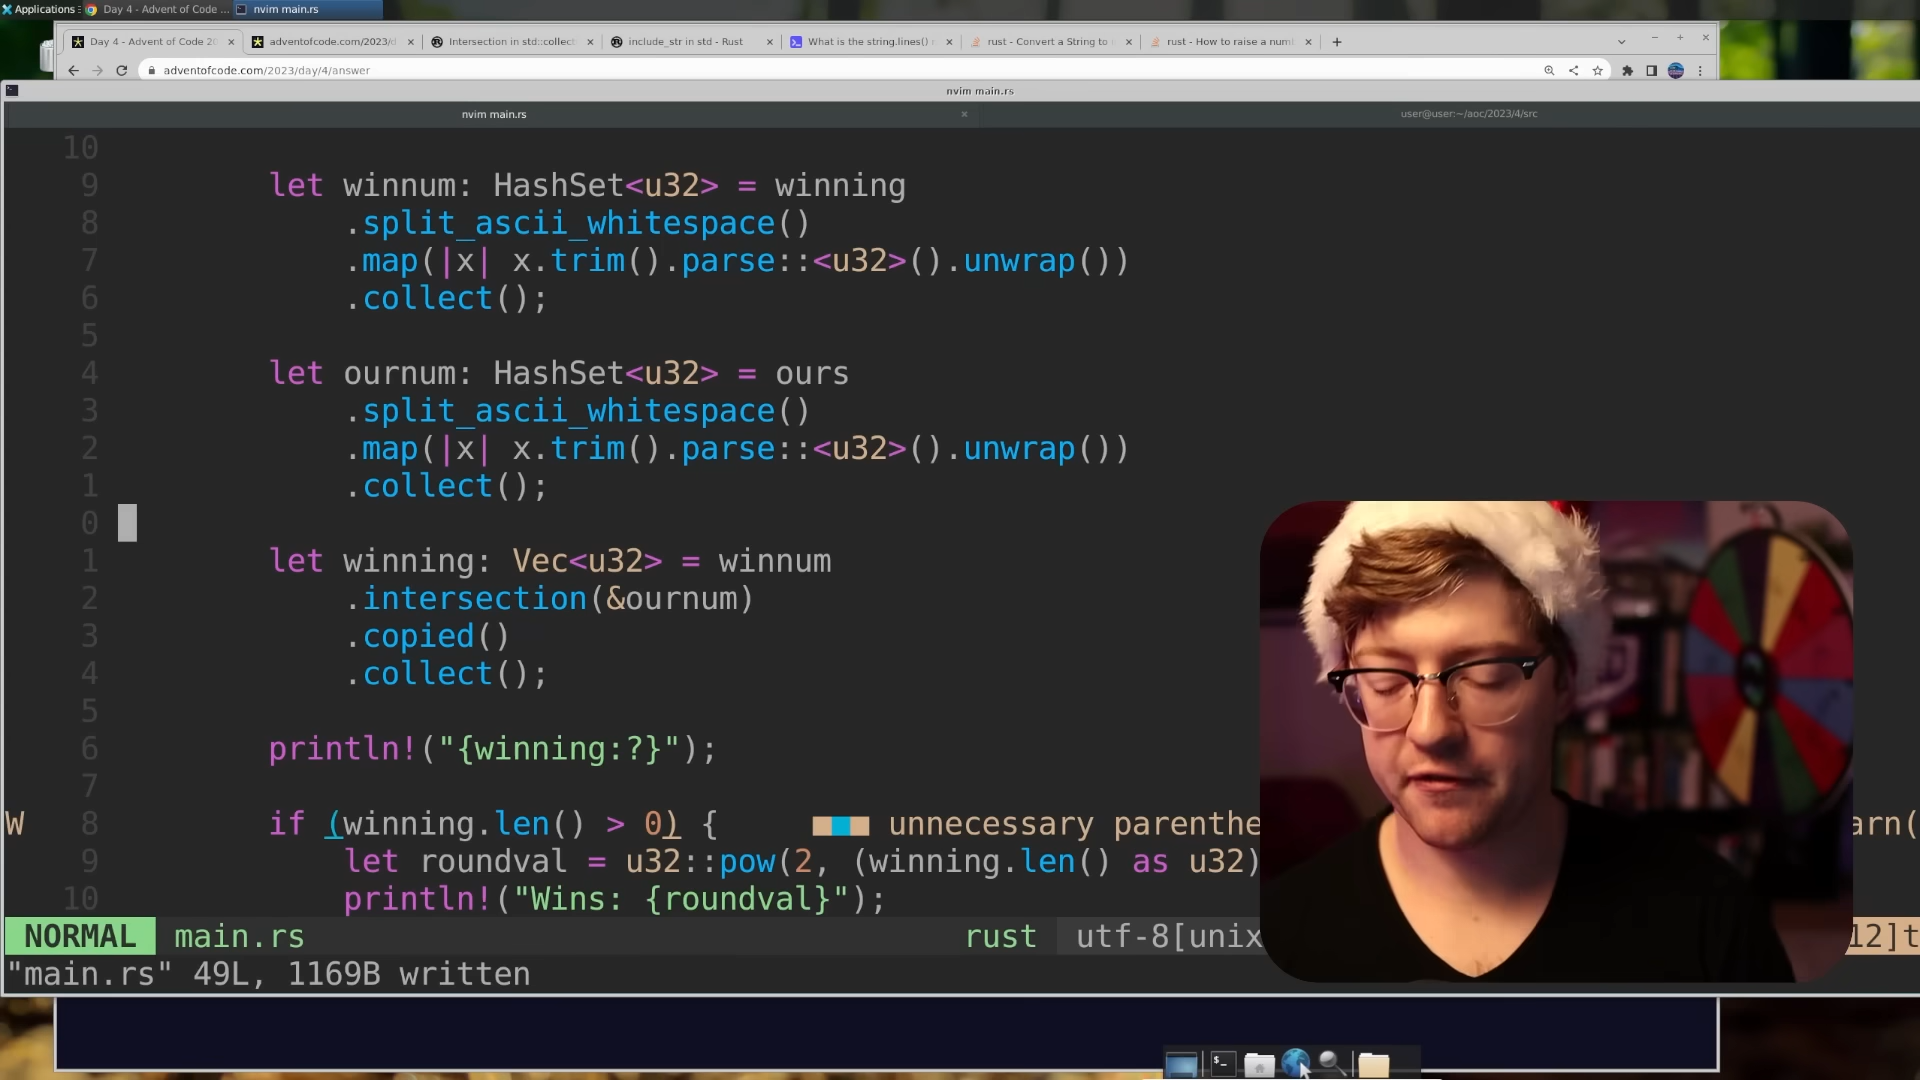 Applications
Day 4 - Advent of Code ...
nvim main.rs
Day 4 - Advent of Code 20
adventofcode.com/2023/d
Intersection in std::collect
include_str in std - Rust
What is the string.lines()
rust - Convert a String to
rust - How to raise a num
adventofcode.com/2023/day/4/answer
nvim main.rs
nvim main.rs
user@user:~/aoc/2023/4/src
10
9 let winnum: HashSet<u32> = winning
8 .split_ascii_whitespace()
7 .map(|x| x.trim().parse::<u32>().unwrap())
6 .collect();
5
4 let ournum: HashSet<u32> = ours
3 .split_ascii_whitespace()
2 .map(|x| x.trim().parse::<u32>().unwrap())
1 .collect();
0
1 let winning: Vec<u32> = winnum
2 .intersection(&ournum)
3 .copied()
4 .collect();
5
6 println!("{winning:?}");
7
W 8 if (winning.len() > 0) { unnecessary parenthe arn(
9 let roundval = u32::pow(2, (winning.len() as u32)
10 println!("Wins: {roundval}");
NORMAL main.rs rust utf-8[unix 12]t
"main.rs" 49L, 1169B written